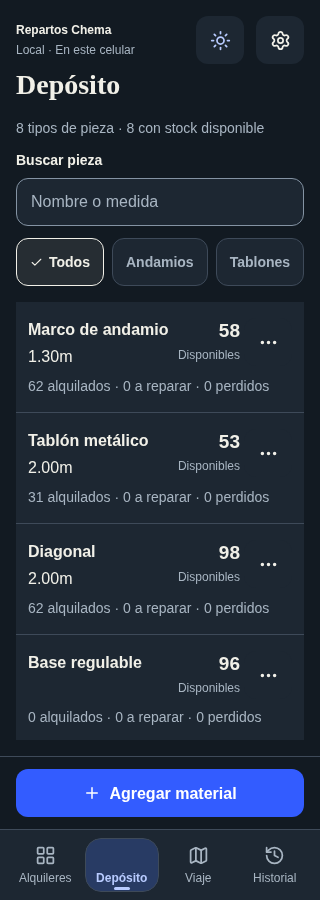 Repartos Chema
Local · En este celular
Depósito
8 tipos de pieza · 8 con stock disponible
Buscar pieza
Nombre o medida
Todos
Andamios
Tablones
Marco de andamio
58
1.30m
Disponibles
62 alquilados · 0 a reparar · 0 perdidos
Tablón metálico
53
2.00m
Disponibles
31 alquilados · 0 a reparar · 0 perdidos
Diagonal
98
2.00m
Disponibles
62 alquilados · 0 a reparar · 0 perdidos
Base regulable
96
Disponibles
0 alquilados · 0 a reparar · 0 perdidos
Agregar material
Alquileres
Depósito
Viaje
Historial